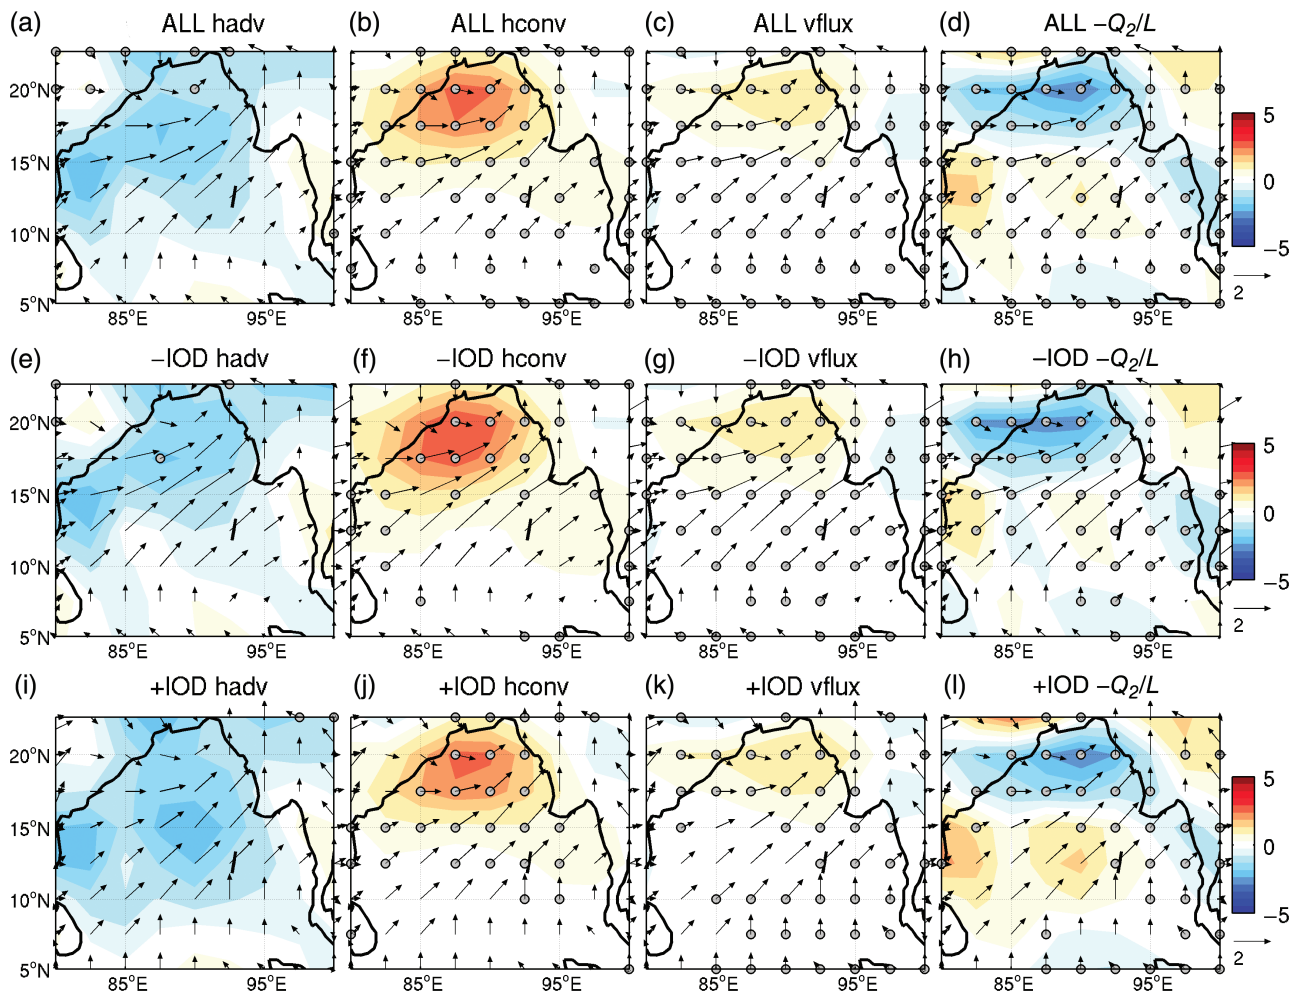 (a) ALL hadv (b) ALL hconv (c) ALL vflux (d) ALL −Q2/L
20°N 5
15°N 0
10°N −5
5°N 2
85°E 95°E 85°E 95°E 85°E 95°E 85°E 95°E
(e) −IOD hadv (f) −IOD hconv (g) −IOD vflux (h) −IOD −Q2/L
20°N 5
15°N 0
10°N −5
5°N 2
85°E 95°E 85°E 95°E 85°E 95°E 85°E 95°E
(i) +IOD hadv (j) +IOD hconv (k) +IOD vflux (l) +IOD −Q2/L
20°N 5
15°N 0
10°N −5
5°N 2
85°E 95°E 85°E 95°E 85°E 95°E 85°E 95°E